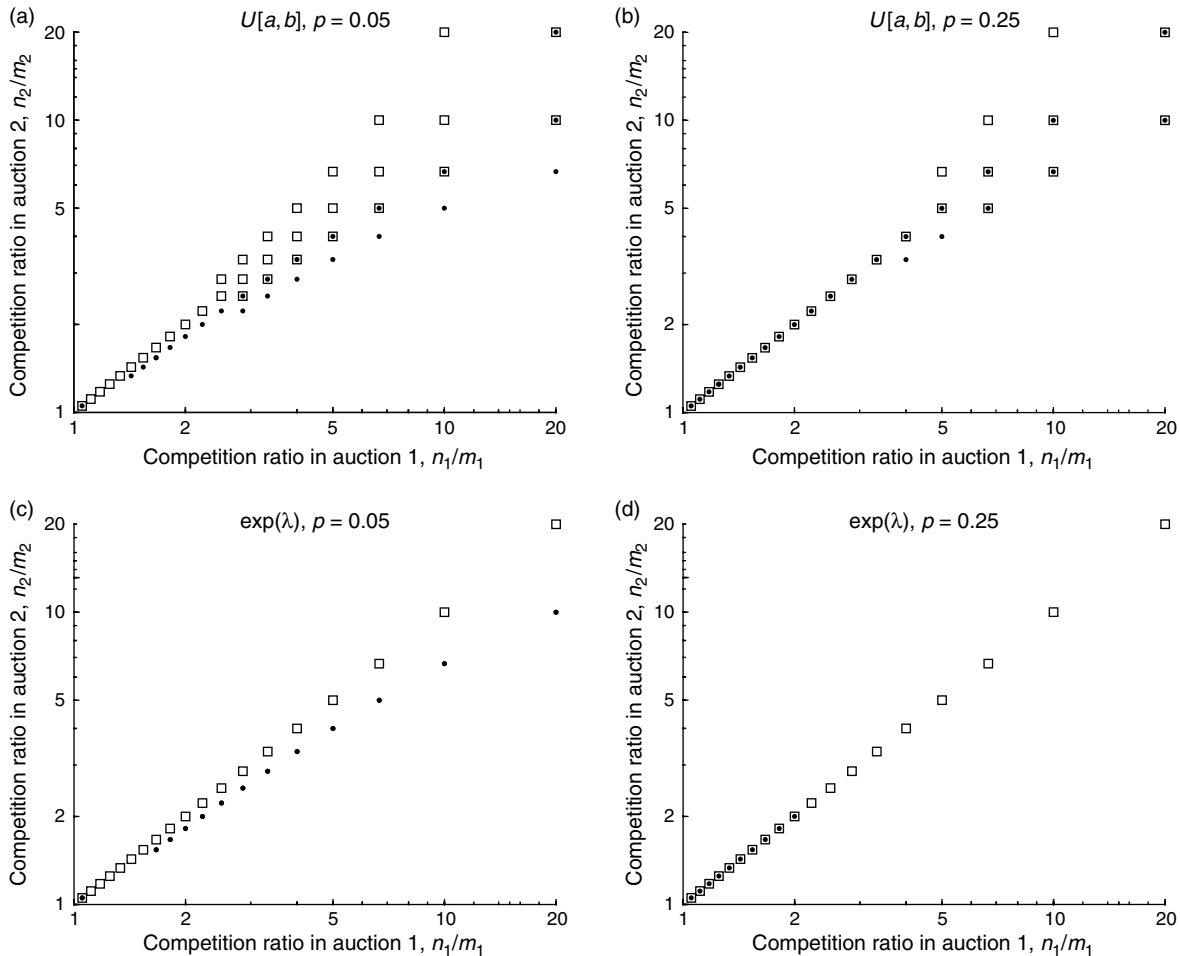 (a)
U[a, b], p = 0.05
Competition ratio in auction 2, n₂/m₂
20
10
5
2
1
1
2
5
10
20
Competition ratio in auction 1, n₁/m₁
(b)
U[a, b], p = 0.25
Competition ratio in auction 2, n₂/m₂
20
10
5
2
1
1
2
5
10
20
Competition ratio in auction 1, n₁/m₁
(c)
exp(λ), p = 0.05
Competition ratio in auction 2, n₂/m₂
20
10
5
2
1
1
2
5
10
20
Competition ratio in auction 1, n₁/m₁
(d)
exp(λ), p = 0.25
Competition ratio in auction 2, n₂/m₂
20
10
5
2
1
1
2
5
10
20
Competition ratio in auction 1, n₁/m₁